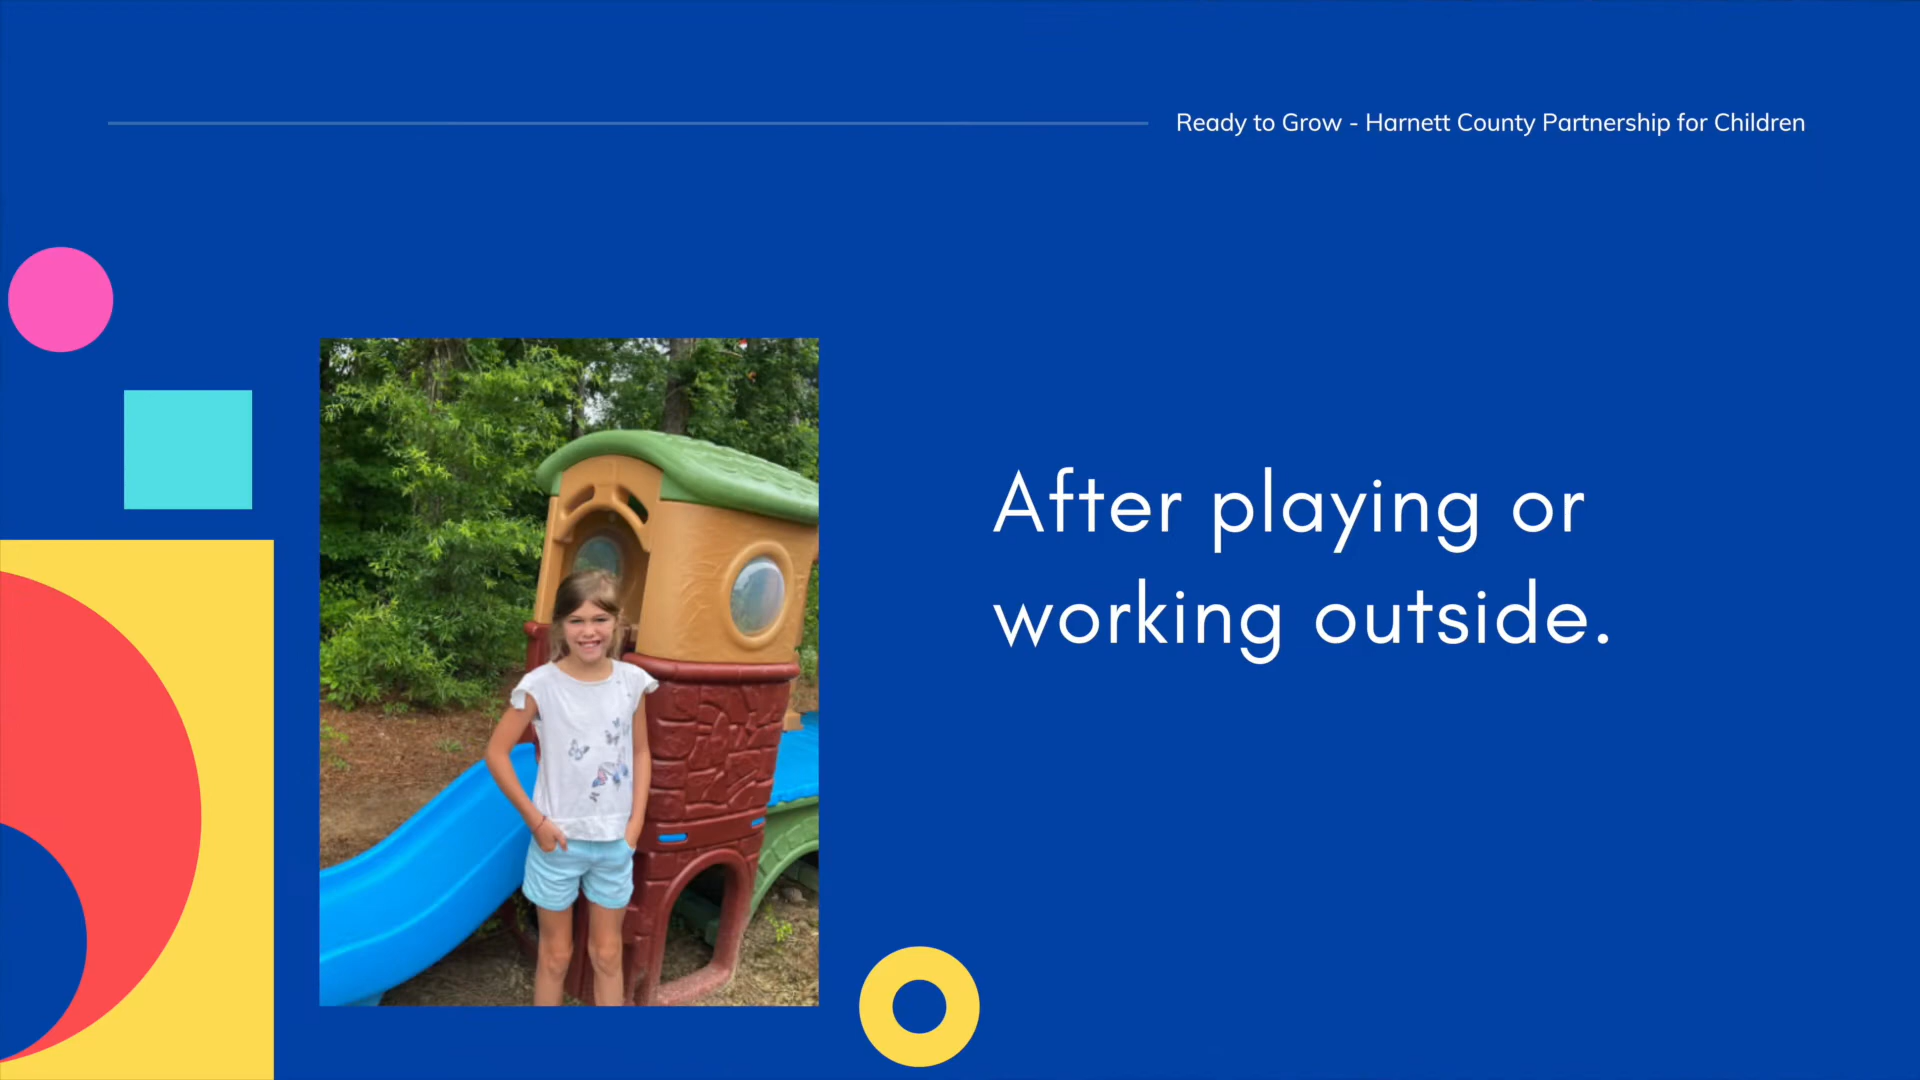 Ready to Grow - Harnett County Partnership for Children
After playing or
working outside.